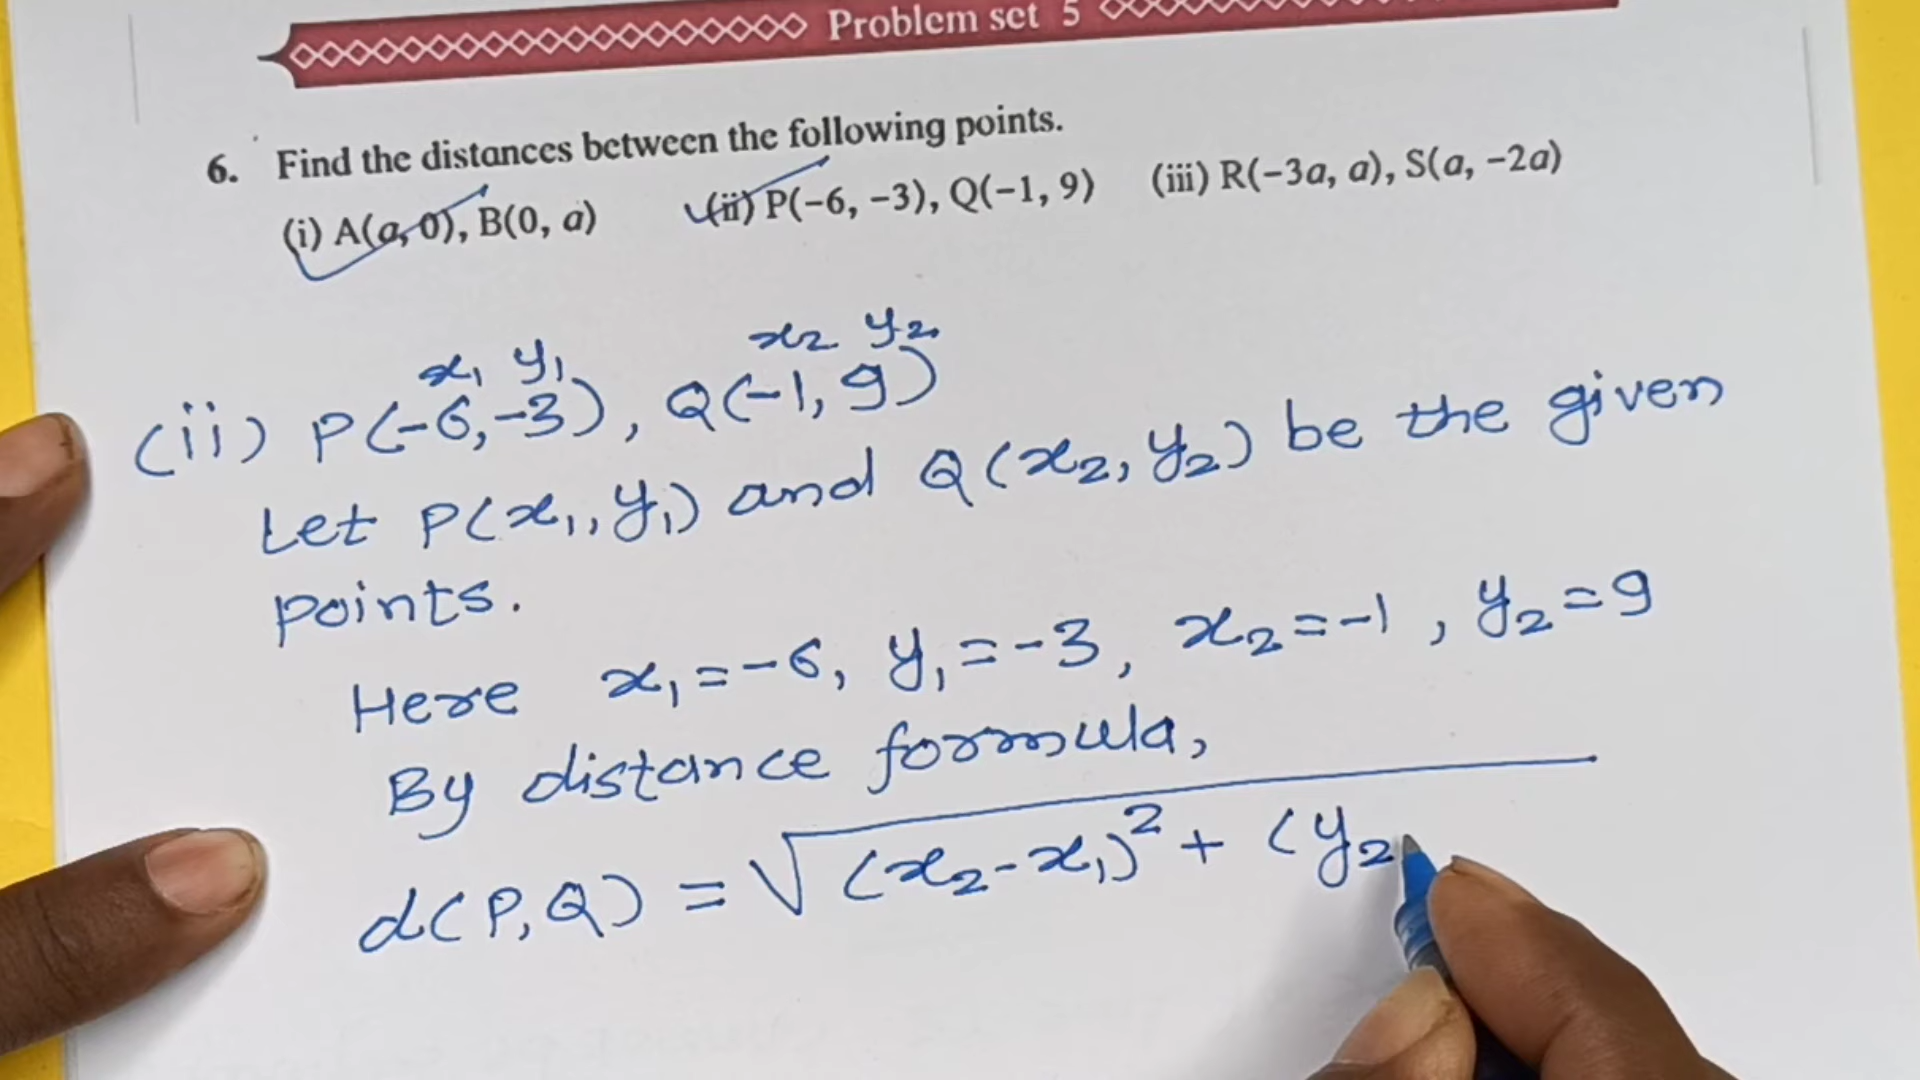 Problem set 5
6. Find the distances between the following points.
(i) A(a, 0), B(0, a) (ii) P(−6, −3), Q(−1, 9) (iii) R(−3a, a), S(a, −2a)
x₁ y₁ x₂ y₂
(ii) P(-6,-3), Q(-1, 9)
Let P(x₁, y₁) and Q(x₂, y₂) be the given
points.
Here x₁ = -6, y₁ = -3, x₂ = -1, y₂ = 9
By distance formula,
d(P, Q) = √(x₂-x₁)² + (y₂